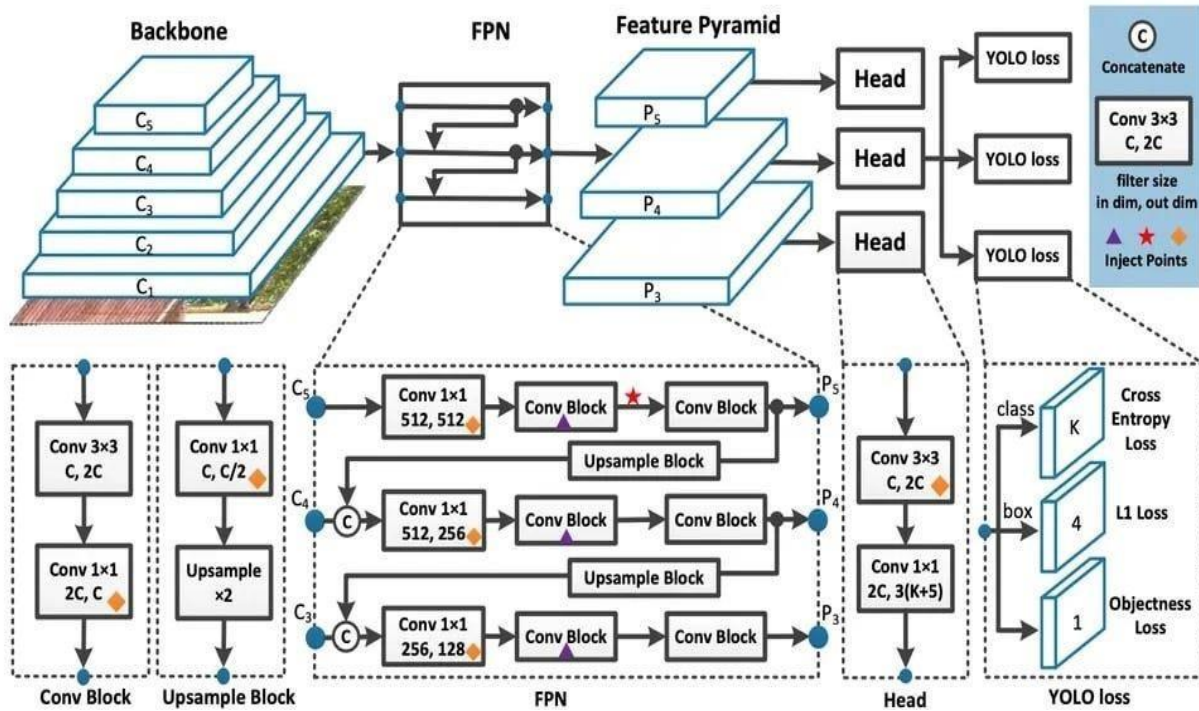 Backbone
FPN
Feature Pyramid
C5
C4
C3
C2
C1
P5
P4
P3
Head
Head
Head
YOLO loss
YOLO loss
YOLO loss
C
Concatenate
Conv 3×3
C, 2C
filter size
in dim, out dim
Inject Points
Conv 3×3
C, 2C
Conv 1×1
2C, C
Conv Block
Conv 1×1
C, C/2
Upsample
×2
Upsample Block
C5
Conv 1×1
512, 512
Conv Block
Conv Block
P5
Upsample Block
C4
C
Conv 1×1
512, 256
Conv Block
Conv Block
P4
Upsample Block
C3
C
Conv 1×1
256, 128
Conv Block
Conv Block
P3
FPN
Conv 3×3
C, 2C
Conv 1×1
2C, 3(K+5)
Head
class
K
Cross
Entropy
Loss
box
4
L1 Loss
1
Objectness
Loss
YOLO loss